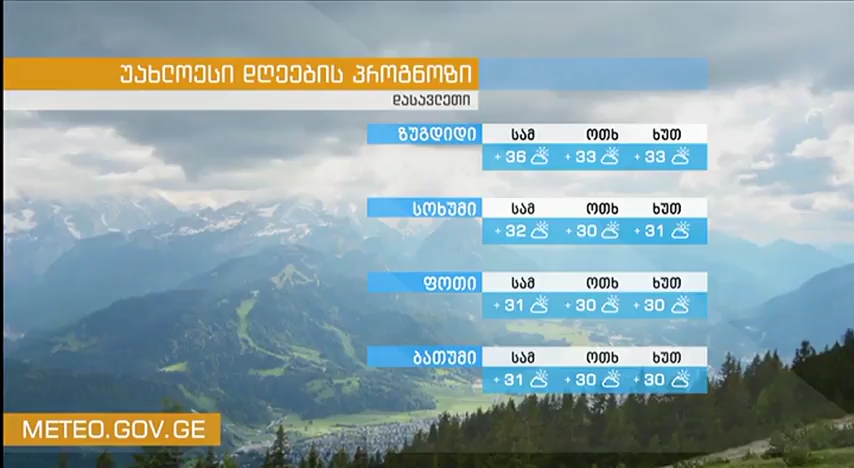 უახლოესი დღეების პროგნოზი
დასავლეთი
ზუგდიდი სამ ოთხ ხუთ
+36 +33 +33
სოხუმი სამ ოთხ ხუთ
+32 +30 +31
ფოთი სამ ოთხ ხუთ
+31 +30 +30
ბათუმი სამ ოთხ ხუთ
+31 +30 +30
METEO.GOV.GE